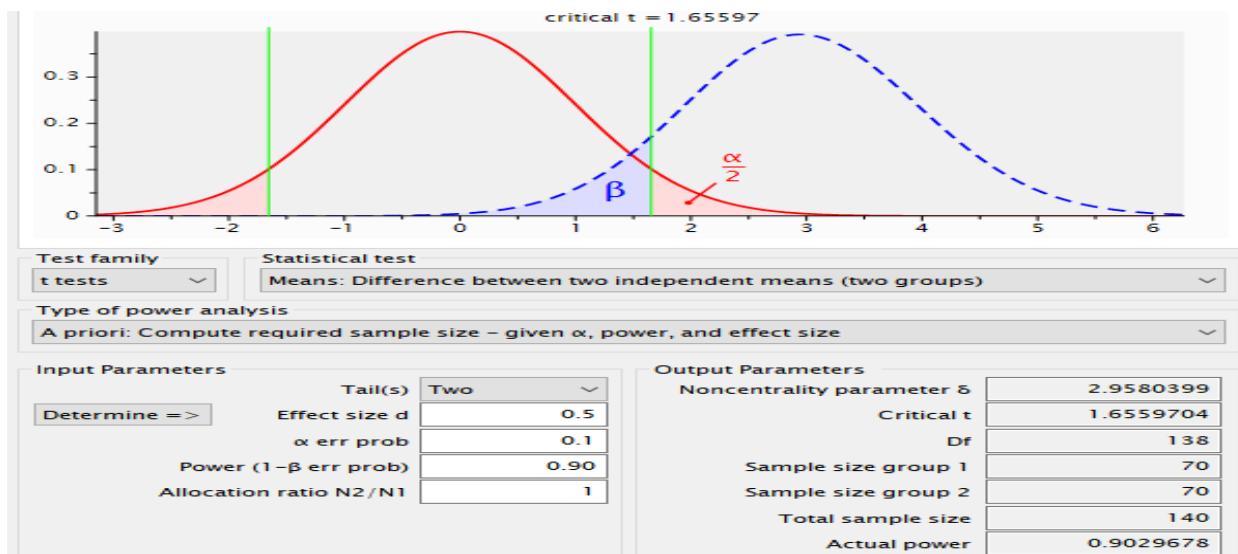 critical t = 1.65597
0.3
0.2
0.1
0
β
α
2
-3 -2 -1 0 1 2 3 4 5 6
Test family
Statistical test
t tests
Means: Difference between two independent means (two groups)
Type of power analysis
A priori: Compute required sample size – given α, power, and effect size
Input Parameters
Output Parameters
Tail(s) Two
Noncentrality parameter δ 2.9580399
Determine => Effect size d 0.5
Critical t 1.6559704
α err prob 0.1
Df 138
Power (1-β err prob) 0.90
Sample size group 1 70
Allocation ratio N2/N1 1
Sample size group 2 70
Total sample size 140
Actual power 0.9029678